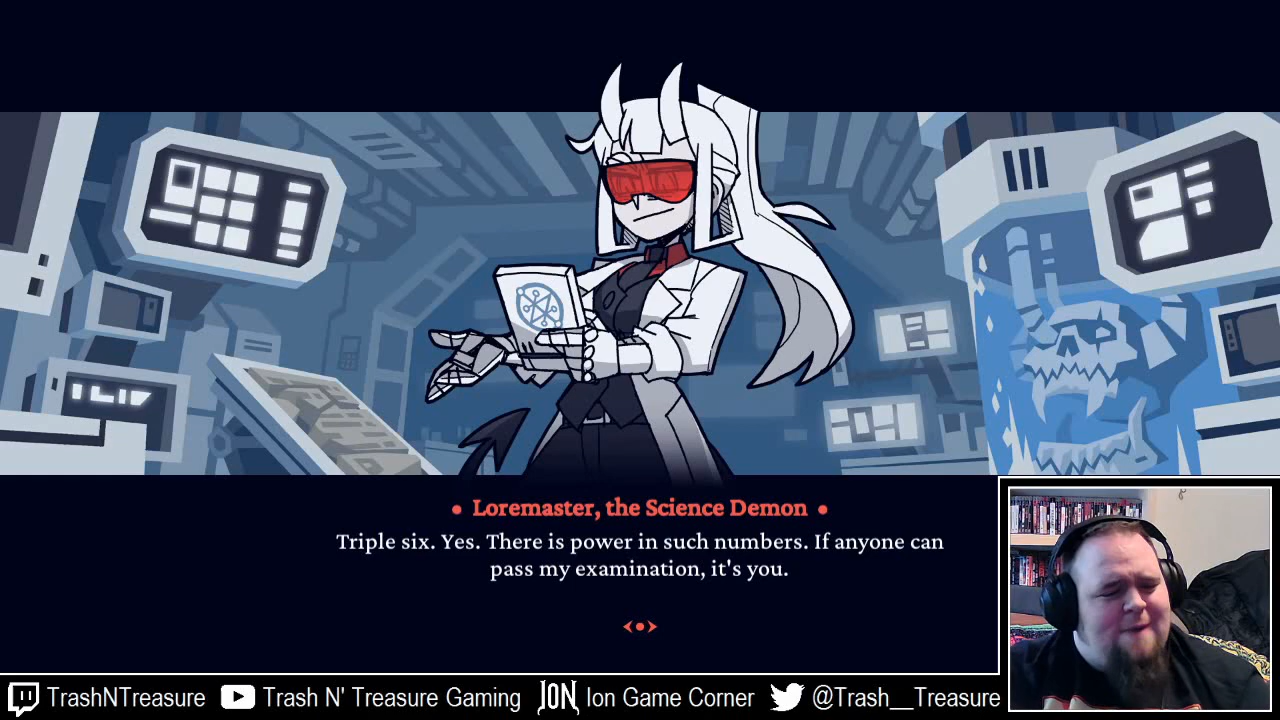 • Loremaster, the Science Demon •
Triple six. Yes. There is power in such numbers. If anyone can
pass my examination, it's you.
TrashNTreasure Trash N' Treasure Gaming ION Ion Game Corner @Trash__Treasure